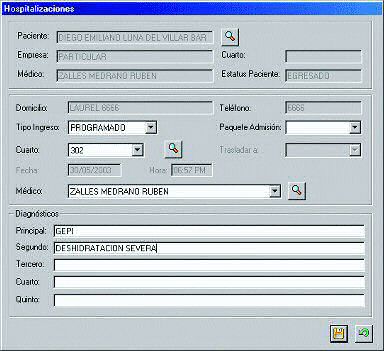 Hospitalizaciones
Paciente: DIEGO EMILIANO LUNA DEL VILLAR BAR
Empresa: PARTICULAR Cuarto:
Médico: ZALLES MEDRANO RUBEN Estatus Paciente: EGRESADO
Domicilio: LAUREL 6666 Teléfono: 6666
Tipo Ingreso: PROGRAMADO Paquete Admisión:
Cuarto: 302 Trasladar a:
Fecha: 30/05/2003 Hora: 06:57 PM
Médico: ZALLES MEDRANO RUBEN
Diagnósticos
Principal: GEPI
Segundo: DESHIDRATACION SEVERA
Tercero:
Cuarto:
Quinto: